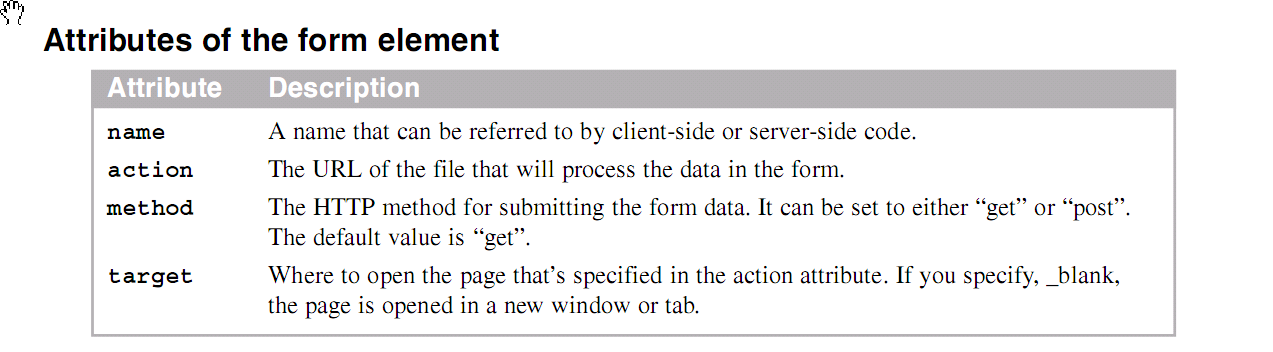 Attributes of the form element
Attribute Description
name A name that can be referred to by client-side or server-side code.
action The URL of the file that will process the data in the form.
method The HTTP method for submitting the form data. It can be set to either “get” or “post”.
The default value is “get”.
target Where to open the page that’s specified in the action attribute. If you specify, _blank,
the page is opened in a new window or tab.